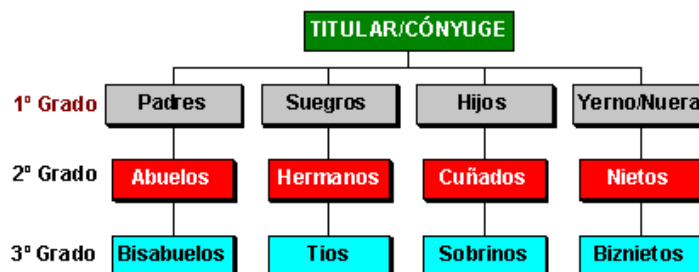 TITULAR/CÓNYUGE
1º Grado Padres Suegros Hijos Yerno/Nuera
2º Grado Abuelos Hermanos Cuñados Nietos
3º Grado Bisabuelos Tios Sobrinos Biznietos